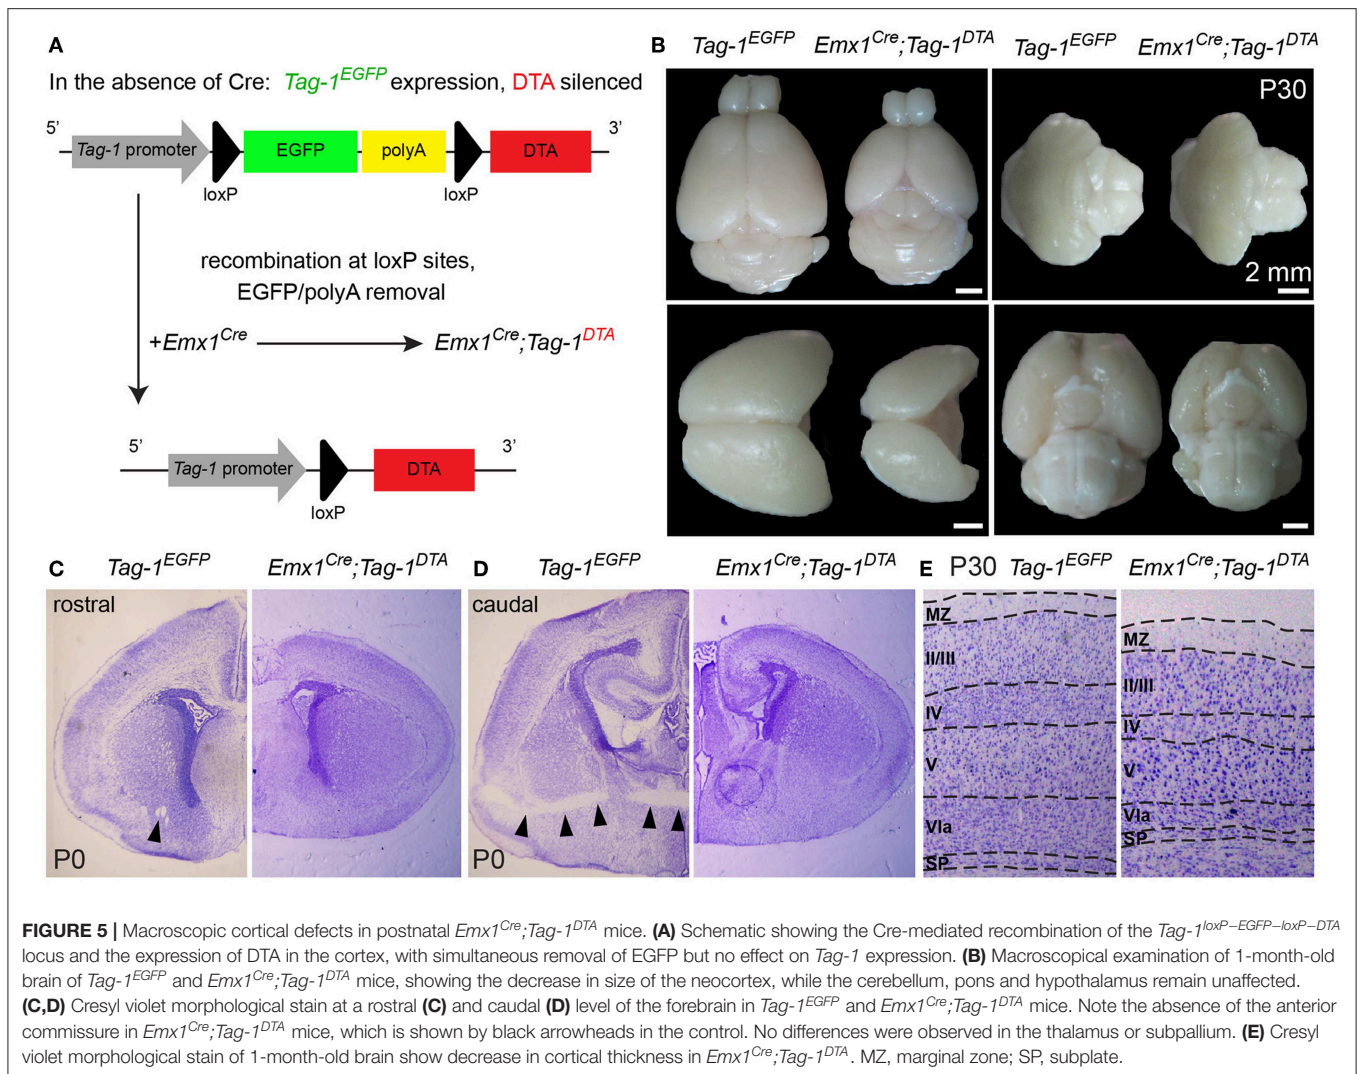 A
In the absence of Cre: Tag-1EGFP expression, DTA silenced
5’ 3’
Tag-1 promoter EGFP polyA DTA
loxP loxP
recombination at loxP sites,
EGFP/polyA removal
+Emx1Cre Emx1Cre;Tag-1DTA
5’ 3’
Tag-1 promoter DTA
loxP
B Tag-1EGFP Emx1Cre;Tag-1DTA Tag-1EGFP Emx1Cre;Tag-1DTA
P30
2 mm
C Tag-1EGFP Emx1Cre;Tag-1DTA
rostral
P0
D Tag-1EGFP Emx1Cre;Tag-1DTA
caudal
P0
E P30 Tag-1EGFP Emx1Cre;Tag-1DTA
MZ
II/III
IV
V
VIa
SP
MZ
II/III
IV
V
VIa
SP
FIGURE 5 | Macroscopic cortical defects in postnatal Emx1Cre;Tag-1DTA mice. (A) Schematic showing the Cre-mediated recombination of the Tag-1loxP−EGFP−loxP−DTA
locus and the expression of DTA in the cortex, with simultaneous removal of EGFP but no effect on Tag-1 expression. (B) Macroscopical examination of 1-month-old
brain of Tag-1EGFP and Emx1Cre;Tag-1DTA mice, showing the decrease in size of the neocortex, while the cerebellum, pons and hypothalamus remain unaffected.
(C,D) Cresyl violet morphological stain at a rostral (C) and caudal (D) level of the forebrain in Tag-1EGFP and Emx1Cre;Tag-1DTA mice. Note the absence of the anterior
commissure in Emx1Cre;Tag-1DTA mice, which is shown by black arrowheads in the control. No differences were observed in the thalamus or subpallium. (E) Cresyl
violet morphological stain of 1-month-old brain show decrease in cortical thickness in Emx1Cre;Tag-1DTA. MZ, marginal zone; SP, subplate.